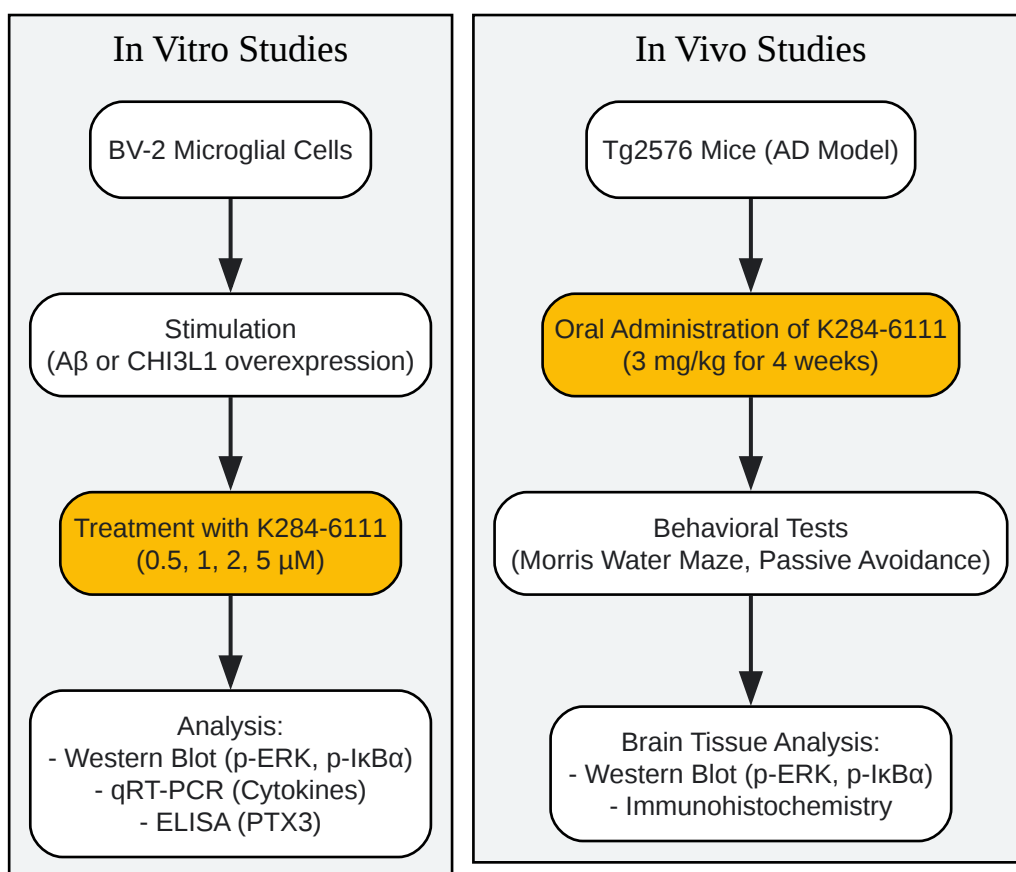 In Vitro Studies
BV-2 Microglial Cells
Stimulation
(Aβ or CHI3L1 overexpression)
Treatment with K284-6111
(0.5, 1, 2, 5 µM)
Analysis:
- Western Blot (p-ERK, p-IκBα)
- qRT-PCR (Cytokines)
- ELISA (PTX3)
In Vivo Studies
Tg2576 Mice (AD Model)
Oral Administration of K284-6111
(3 mg/kg for 4 weeks)
Behavioral Tests
(Morris Water Maze, Passive Avoidance)
Brain Tissue Analysis:
- Western Blot (p-ERK, p-IκBα)
- Immunohistochemistry